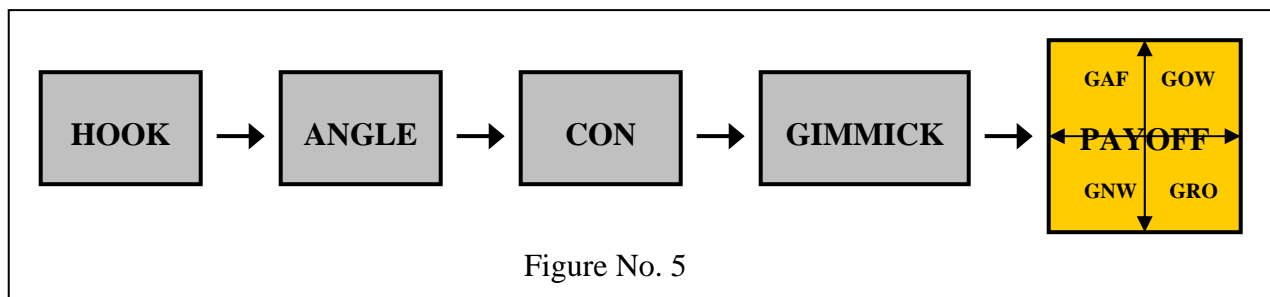 GAF GOW
HOOK ANGLE CON GIMMICK PAYOFF
GNW GRO
Figure No. 5